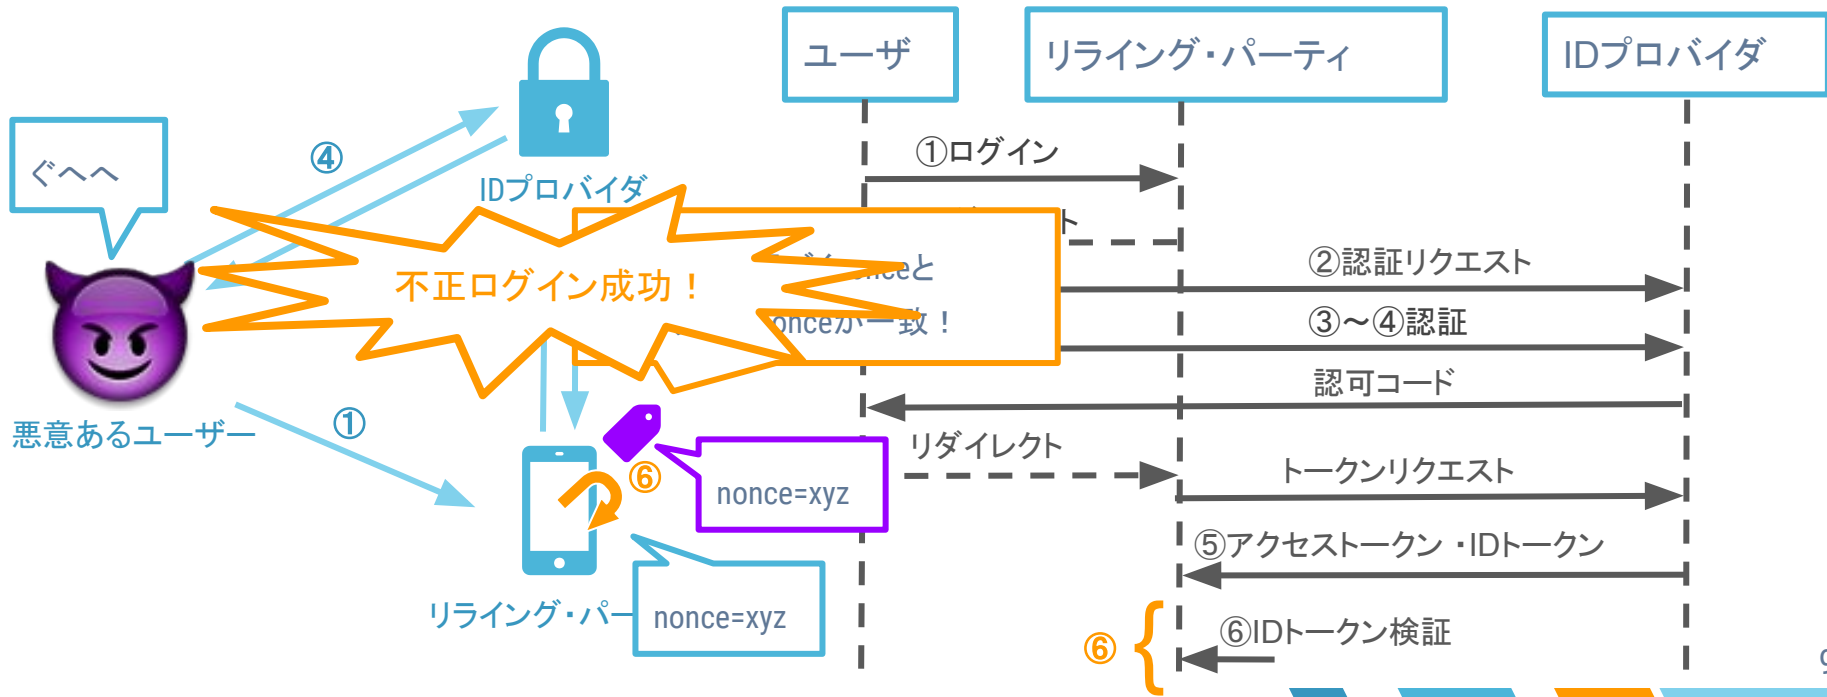 ぐへへ
④
IDプロバイダ
不正ログイン成功！
nonceと
onceが一致！
悪意あるユーザー
①
⑥
nonce=xyz
リライング・パー
nonce=xyz
ユーザ
リライング・パーティ
IDプロバイダ
①ログイン
ト
②認証リクエスト
③〜④認証
認可コード
リダイレクト
トークンリクエスト
⑤アクセストークン・IDトークン
⑥
⑥IDトークン検証